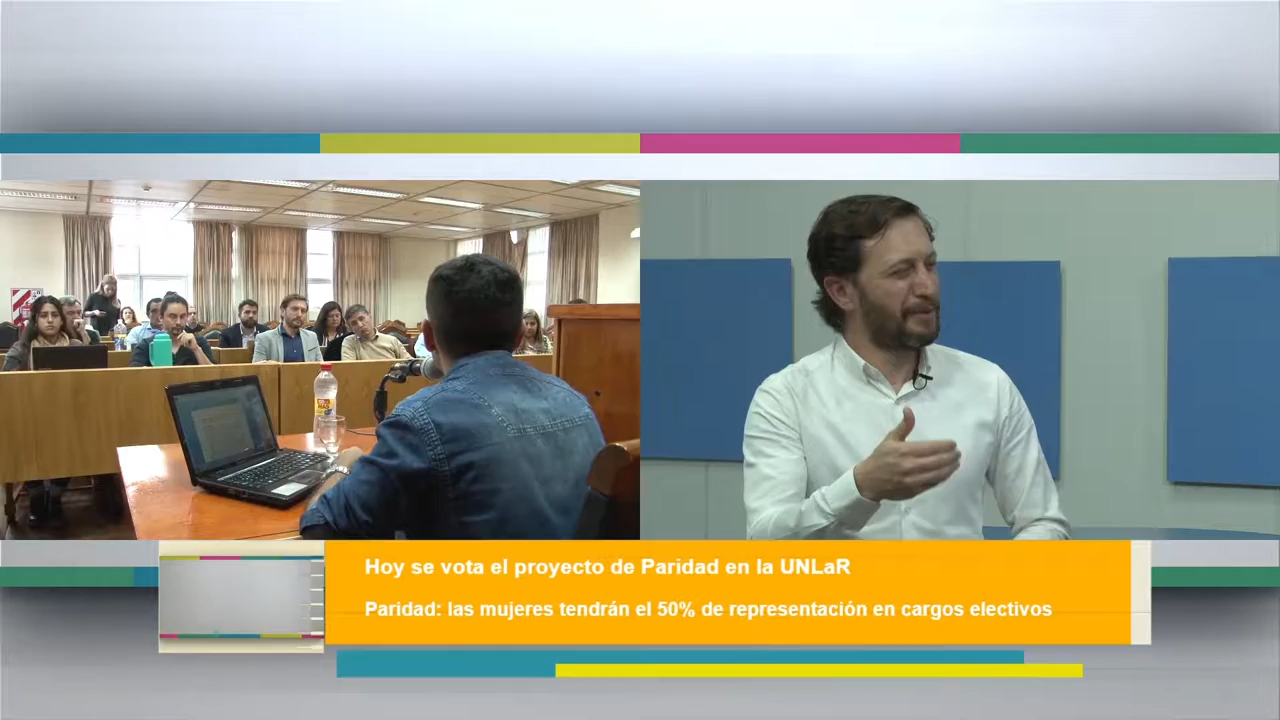 Hoy se vota el proyecto de Paridad en la UNLaR
Paridad: las mujeres tendrán el 50% de representación en cargos electivos